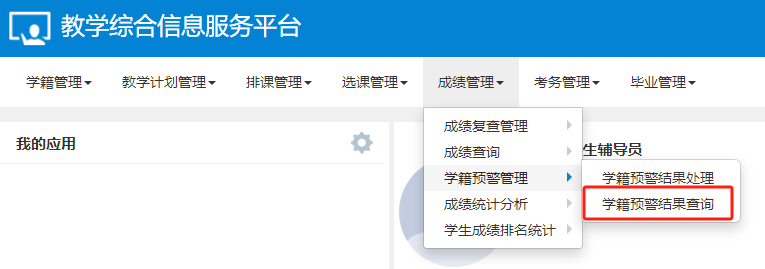 教学综合信息服务平台
学籍管理 教学计划管理 排课管理 选课管理 成绩管理 考务管理 毕业管理
我的应用
生辅导员
成绩复查管理
成绩查询
学籍预警管理
成绩统计分析
学生成绩排名统计
学籍预警结果处理
学籍预警结果查询